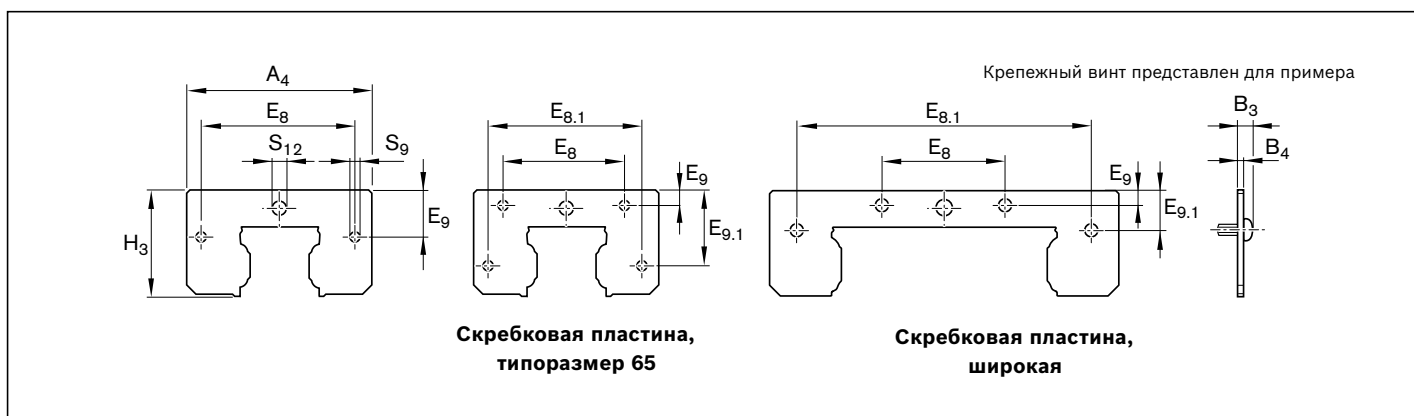 Крепежный винт представлен для примера
A4
E8
S12
S9
H3
E9
E8.1
E8
E9
E9.1
E8.1
E8
E9
E9.1
B3
B4
Скребковая пластина,
типоразмер 65
Скребковая пластина,
широкая